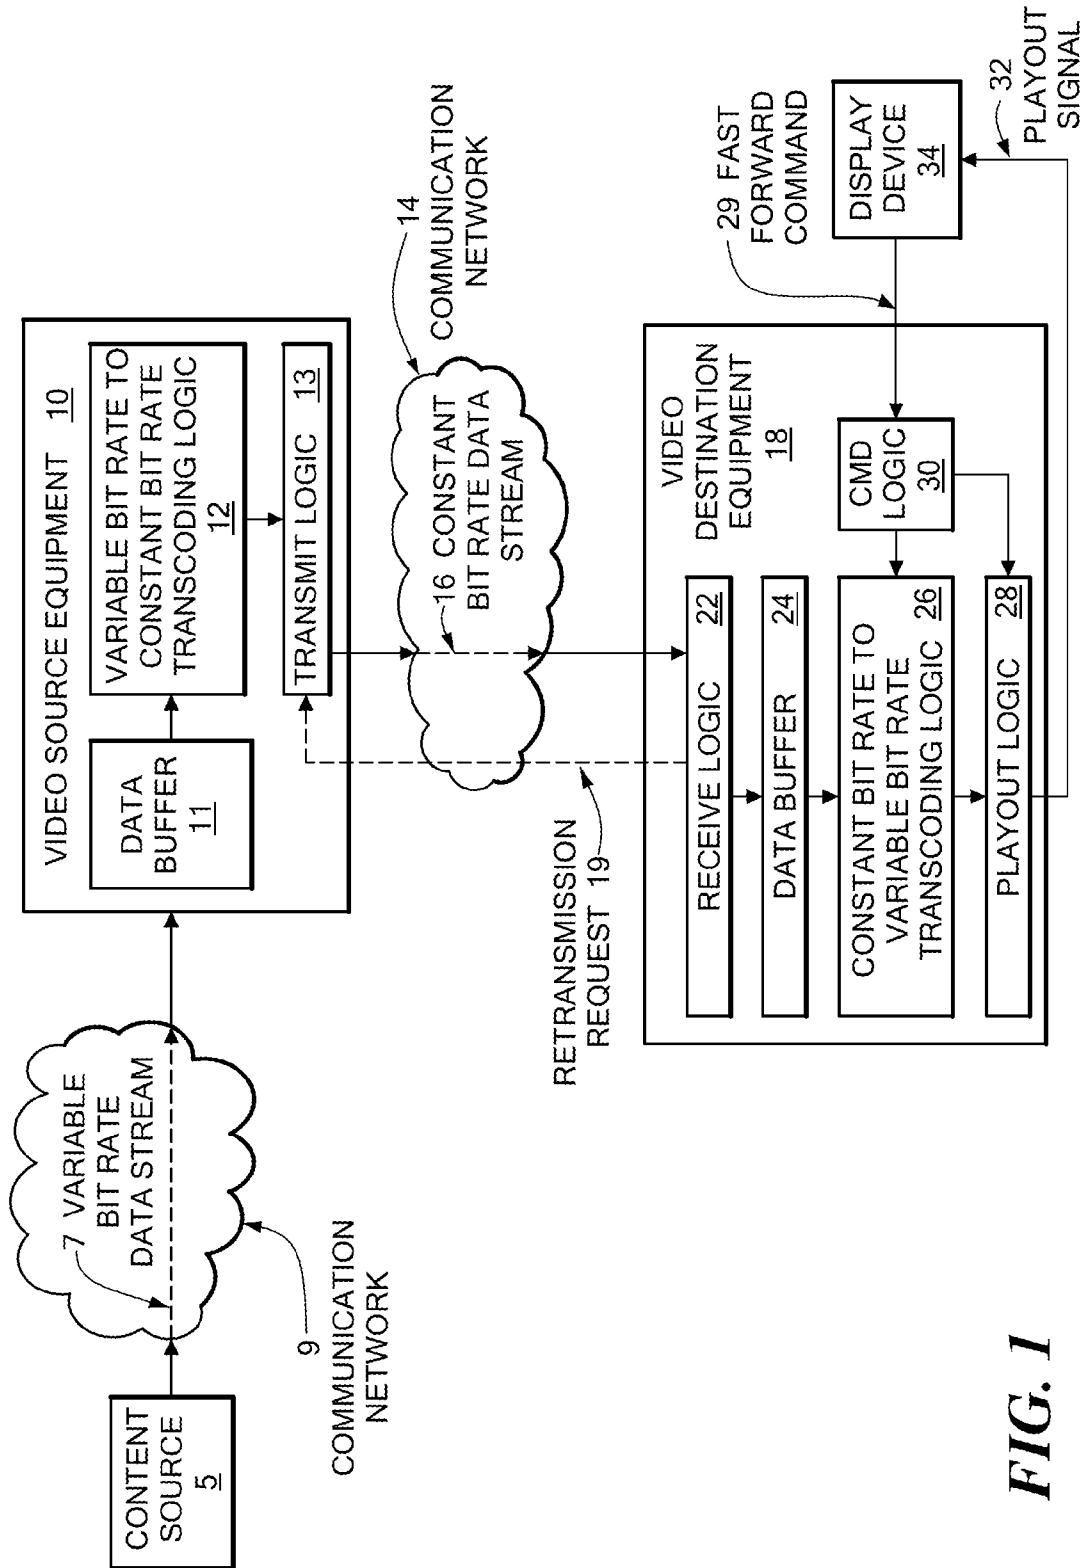 CONTENT
SOURCE
5
7 VARIABLE
BIT RATE
DATA STREAM
9
COMMUNICATION
NETWORK
VIDEO SOURCE EQUIPMENT 10
DATA
BUFFER
11
VARIABLE BIT RATE TO
CONSTANT BIT RATE
TRANSCODING LOGIC
12
TRANSMIT LOGIC 13
14
COMMUNICATION
NETWORK
16 CONSTANT
BIT RATE DATA
STREAM
RETRANSMISSION
REQUEST 19
VIDEO
DESTINATION
EQUIPMENT
18
RECEIVE LOGIC 22
DATA BUFFER 24
CONSTANT BIT RATE TO
VARIABLE BIT RATE
TRANSCODING LOGIC 26
PLAYOUT LOGIC 28
CMD
LOGIC
30
29 FAST
FORWARD
COMMAND
DISPLAY
DEVICE
34
32
PLAYOUT
SIGNAL
FIG. 1